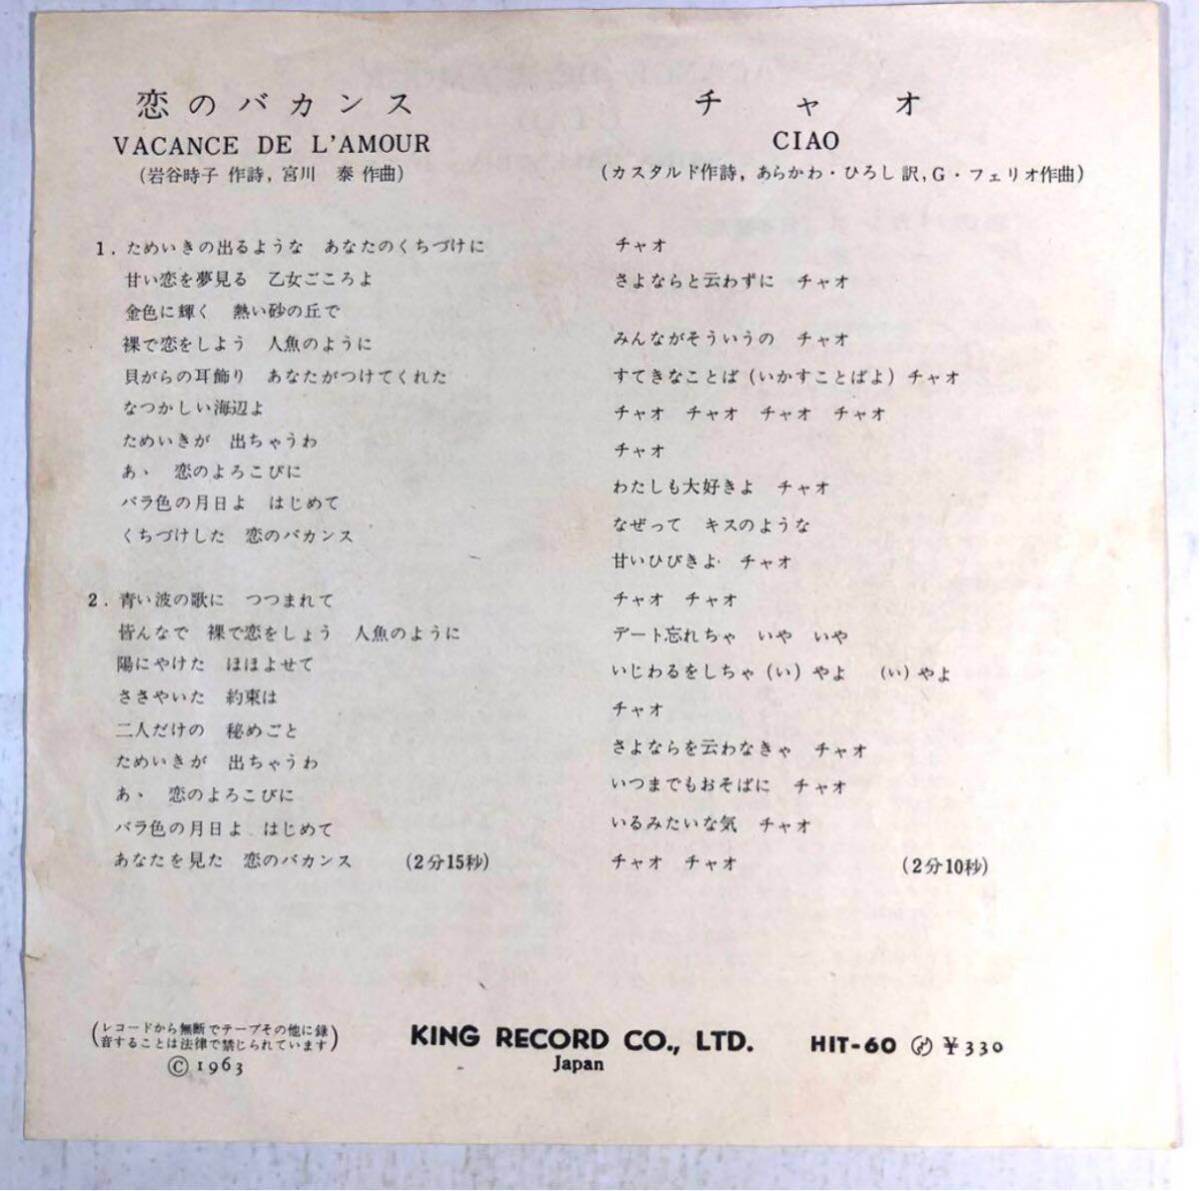 恋のバカンス
VACANCE DE L'AMOUR
(岩谷時子 作詩, 宮川 泰 作曲)
1. ためいきの出るような あなたのくちづけに
甘い恋を夢見る 乙女ごころよ
金色に輝く 熱い砂の丘で
裸で恋をしよう 人魚のように
貝がらの耳飾り あなたがつけてくれた
なつかしい海辺よ
ためいきが 出ちゃうわ
あゝ 恋のよろこびに
バラ色の月日よ はじめて
くちづけした 恋のバカンス
2. 青い波の歌に つつまれて
皆んなで 裸で恋をしょう 人魚のように
陽にやけた ほほよせて
ささやいた 約束は
二人だけの 秘めごと
ためいきが 出ちゃうわ
あゝ 恋のよろこびに
バラ色の月日よ はじめて
あなたを見た 恋のバカンス (2分15秒)
チャオ
CIAO
(カスタルド作詩, あらかわ・ひろし 訳, G・フェリオ作曲)
チャオ
さよならと云わずに チャオ
みんながそういうの チャオ
すてきなことば (いかすことばよ) チャオ
チャオ チャオ チャオ チャオ
チャオ
わたしも大好きよ チャオ
なぜって キスのような
甘いひびきよ チャオ
チャオ チャオ
デート忘れちゃ いや いや
いじわるをしちゃ (い) やよ (い) やよ
チャオ
さよならを云わなきゃ チャオ
いつまでもおそばに チャオ
いるみたいな気 チャオ
チャオ チャオ (2分10秒)
(レコードから無断でテープその他に録
音することは法律で禁じられています)
© 1963
KING RECORD CO., LTD.
Japan
HIT-60 ¥330